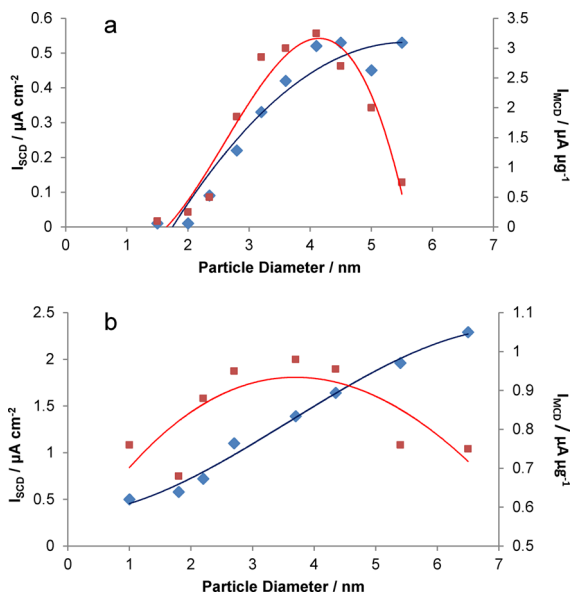 a
0.6
0.5
0.4
0.3
0.2
0.1
0
I_SCD / µA cm⁻²
3.5
3
2.5
2
1.5
1
0.5
0
I_MCD / µA µg⁻¹
0 1 2 3 4 5 6 7
Particle Diameter / nm
b
2.5
2
1.5
1
0.5
0
I_SCD / µA cm⁻²
1.1
1
0.9
0.8
0.7
0.6
0.5
I_MCD / µA µg⁻¹
0 1 2 3 4 5 6 7
Particle Diameter / nm